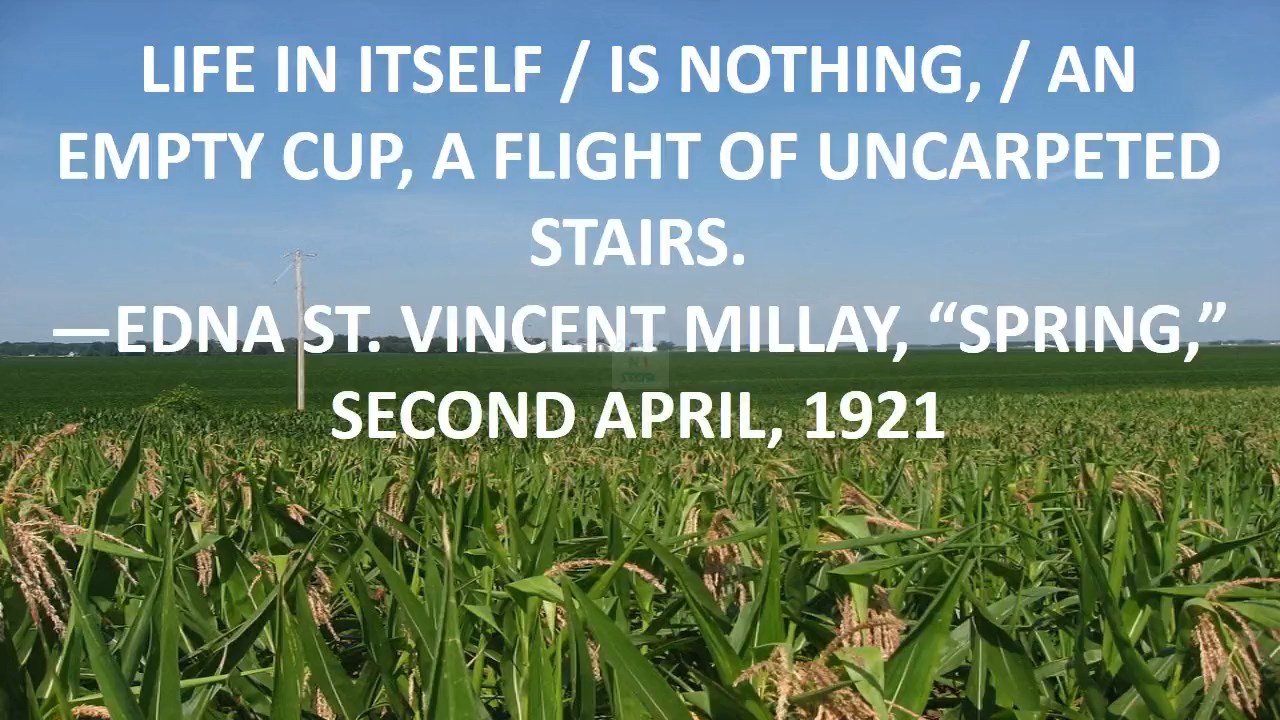 LIFE IN ITSELF / IS NOTHING, / AN
EMPTY CUP, A FLIGHT OF UNCARPETED
STAIRS.
—EDNA ST. VINCENT MILLAY, “SPRING,”
SECOND APRIL, 1921